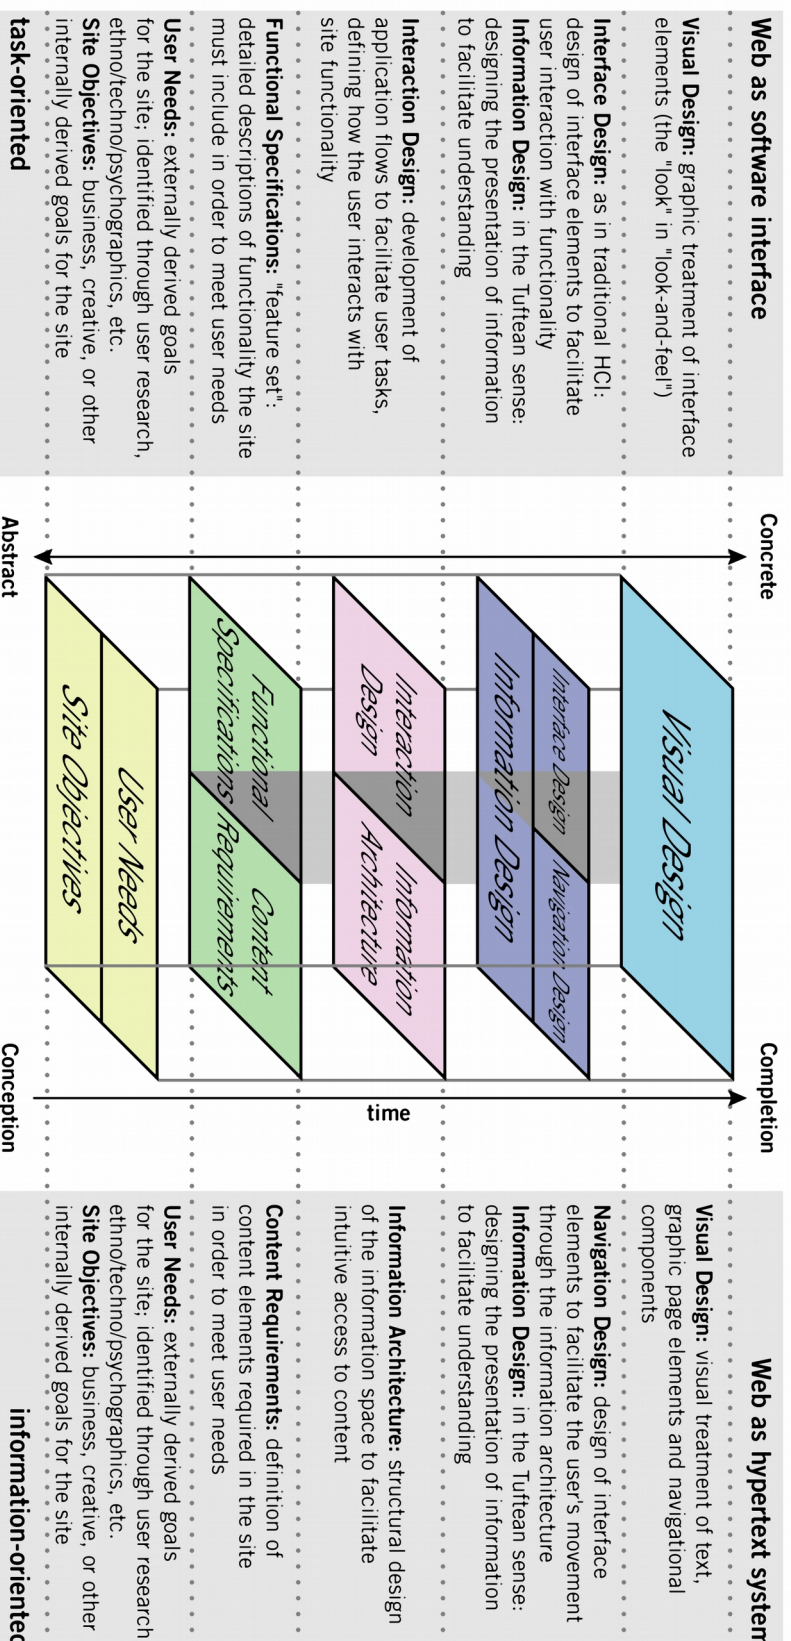 Web as software interface
Visual Design: graphic treatment of interface
elements (the "look" in "look-and-feel")
Interface Design: as in traditional HCI:
design of interface elements to facilitate
user interaction with functionality
Information Design: in the Tuftean sense:
designing the presentation of information
to facilitate understanding
Interaction Design: development of
application flows to facilitate user tasks,
defining how the user interacts with
site functionality
Functional Specifications: "feature set":
detailed descriptions of functionality the site
must include in order to meet user needs
User Needs: externally derived goals
for the site; identified through user research,
ethno/techno/psychographics, etc.
Site Objectives: business, creative, or other
internally derived goals for the site
task-oriented
Concrete
Abstract
Visual Design
Interface Design
Navigation Design
Information Design
Interaction
Design
Information
Architecture
Functional
Specifications
Content
Requirements
User Needs
Site Objectives
Completion
time
Conception
Web as hypertext system
Visual Design: visual treatment of text,
graphic page elements and navigational
components
Navigation Design: design of interface
elements to facilitate the user's movement
through the information architecture
Information Design: in the Tuftean sense:
designing the presentation of information
to facilitate understanding
Information Architecture: structural design
of the information space to facilitate
intuitive access to content
Content Requirements: definition of
content elements required in the site
in order to meet user needs
User Needs: externally derived goals
for the site; identified through user research
ethno/techno/psychographics, etc.
Site Objectives: business, creative, or other
internally derived goals for the site
information-oriented